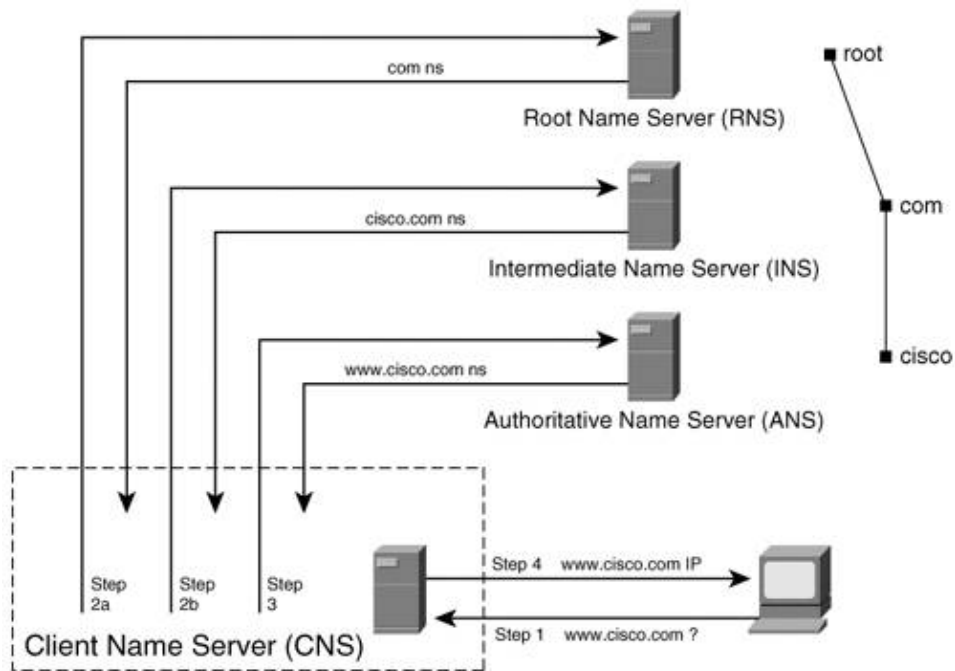 com ns
Root Name Server (RNS)
root
cisco.com ns
Intermediate Name Server (INS)
com
www.cisco.com ns
Authoritative Name Server (ANS)
cisco
Step
2a
Step
2b
Step
3
Client Name Server (CNS)
Step 4 www.cisco.com IP
Step 1 www.cisco.com ?